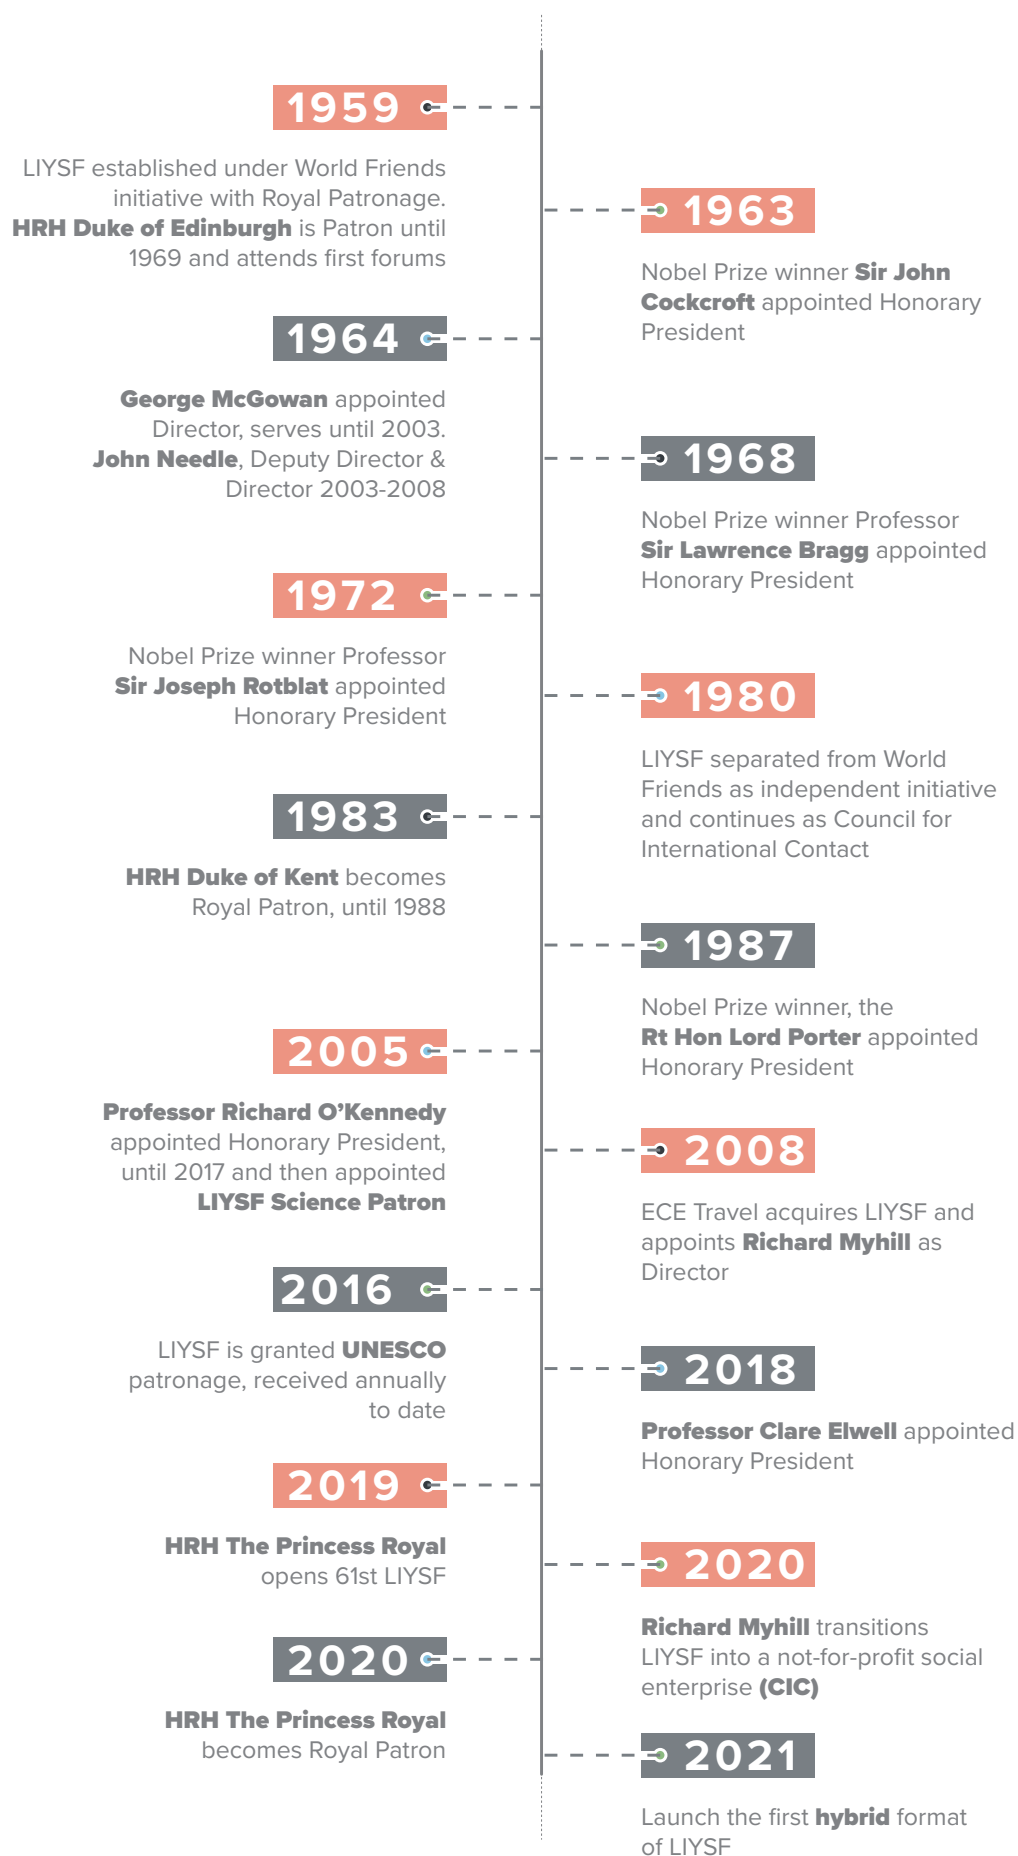 1959
LIYSF established under World Friends
initiative with Royal Patronage.
HRH Duke of Edinburgh is Patron until
1969 and attends first forums
1963
Nobel Prize winner Sir John
Cockcroft appointed Honorary
President
1964
George McGowan appointed
Director, serves until 2003.
John Needle, Deputy Director &
Director 2003-2008
1968
Nobel Prize winner Professor
Sir Lawrence Bragg appointed
Honorary President
1972
Nobel Prize winner Professor
Sir Joseph Rotblat appointed
Honorary President
1980
LIYSF separated from World
Friends as independent initiative
and continues as Council for
International Contact
1983
HRH Duke of Kent becomes
Royal Patron, until 1988
1987
Nobel Prize winner, the
Rt Hon Lord Porter appointed
Honorary President
2005
Professor Richard O’Kennedy
appointed Honorary President,
until 2017 and then appointed
LIYSF Science Patron
2008
ECE Travel acquires LIYSF and
appoints Richard Myhill as
Director
2016
LIYSF is granted UNESCO
patronage, received annually
to date
2018
Professor Clare Elwell appointed
Honorary President
2019
HRH The Princess Royal
opens 61st LIYSF
2020
Richard Myhill transitions
LIYSF into a not-for-profit social
enterprise (CIC)
2020
HRH The Princess Royal
becomes Royal Patron
2021
Launch the first hybrid format
of LIYSF